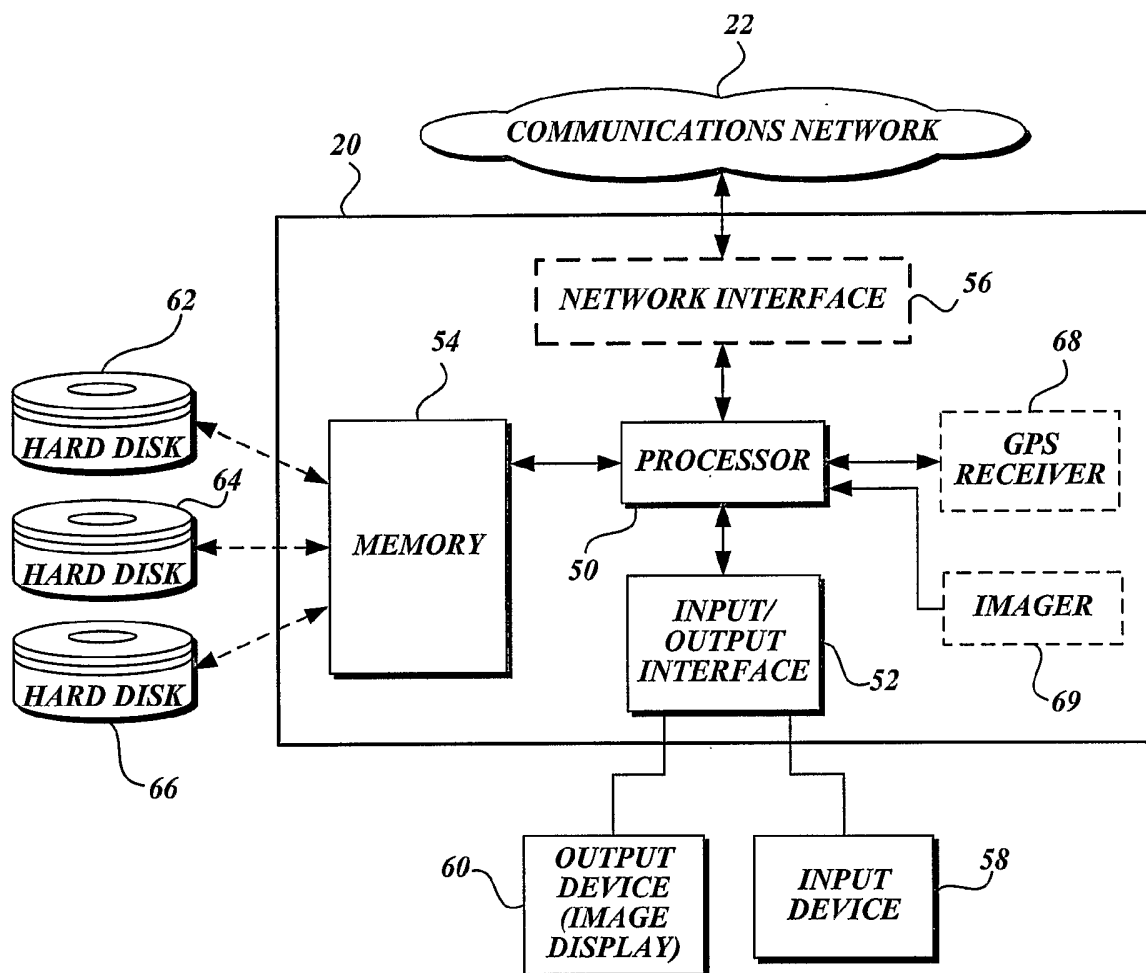 22
COMMUNICATIONS NETWORK
20
NETWORK INTERFACE
56
62
54
68
HARD DISK
PROCESSOR
GPS
RECEIVER
64
MEMORY
50
HARD DISK
INPUT/
OUTPUT
INTERFACE
IMAGER
52
69
HARD DISK
66
60
OUTPUT
DEVICE
(IMAGE
DISPLAY)
INPUT
DEVICE
58